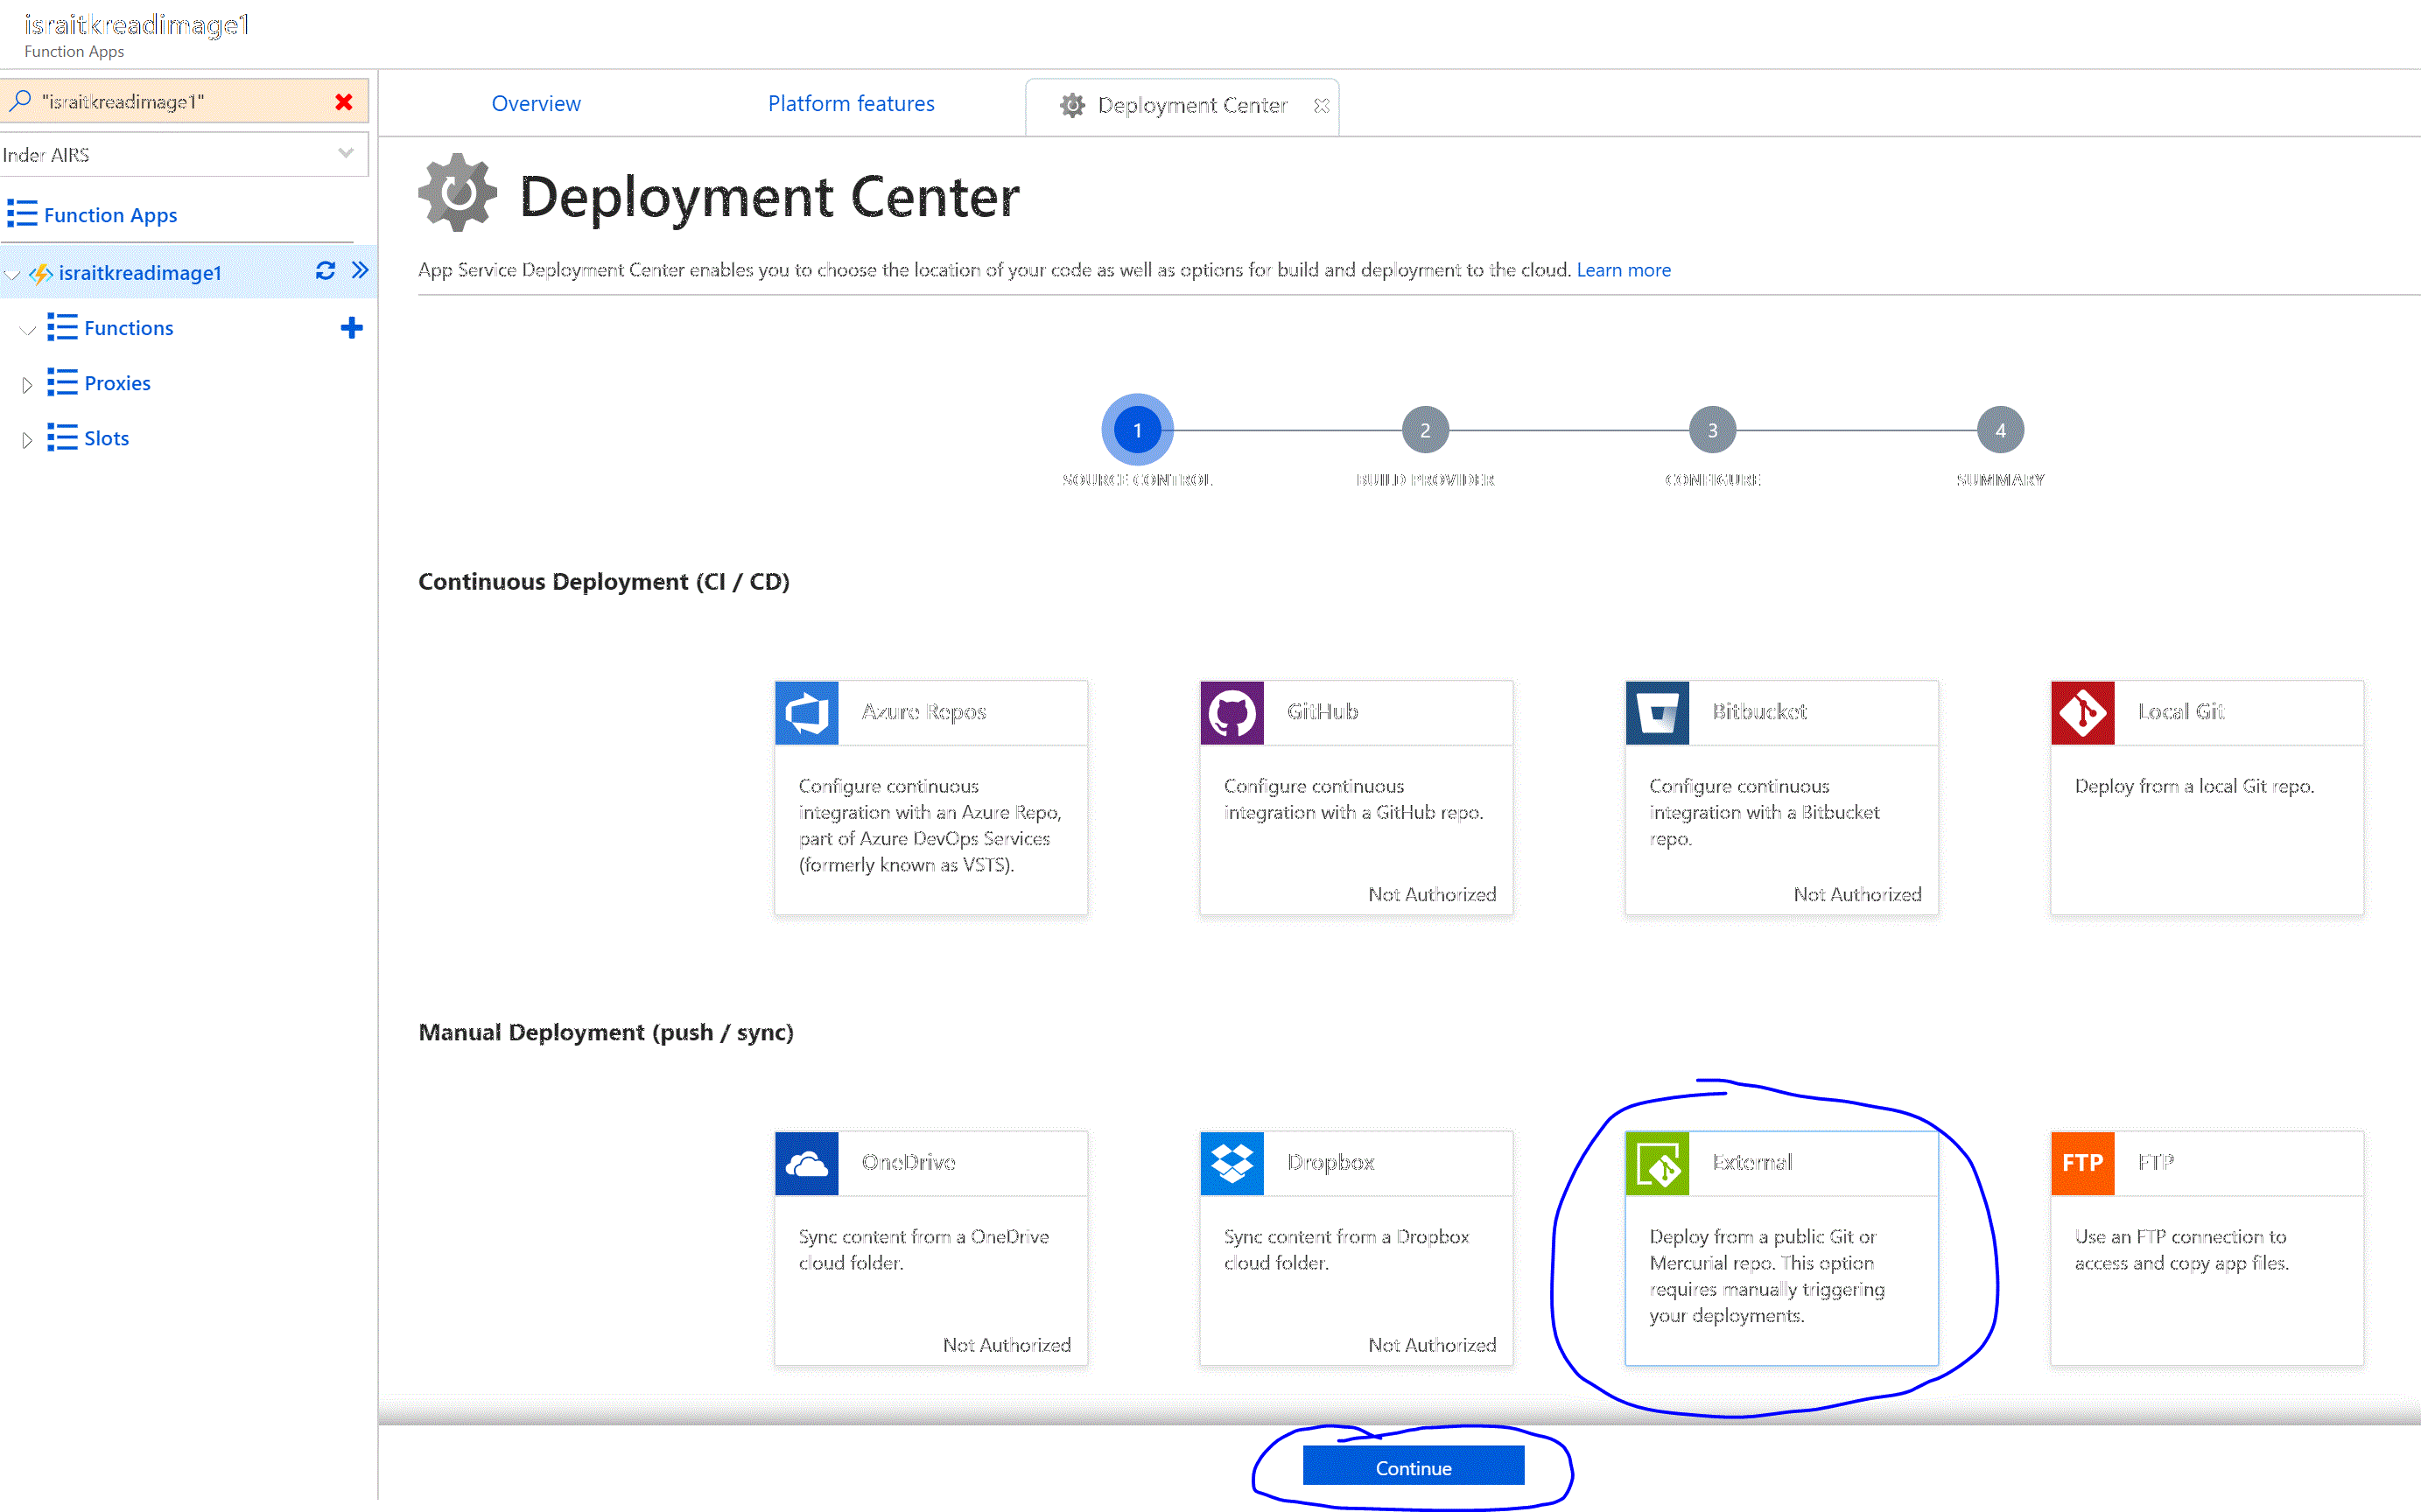 israitkreadimage1
Function Apps
"israitkreadimage1"
Inder AIRS
Function Apps
israitkreadimage1
Functions
Proxies
Slots
Overview
Platform features
Deployment Center
Deployment Center
App Service Deployment Center enables you to choose the location of your code as well as options for build and deployment to the cloud. Learn more
1
2
3
4
SOURCE CONTROL
BUILD PROVIDER
CONFIGURE
SUMMARY
Continuous Deployment (CI / CD)
Azure Repos
Configure continuous
integration with an Azure Repo,
part of Azure DevOps Services
(formerly known as VSTS).
GitHub
Configure continuous
integration with a GitHub repo.
Not Authorized
Bitbucket
Configure continuous
integration with a Bitbucket
repo.
Not Authorized
Local Git
Deploy from a local Git repo.
Manual Deployment (push / sync)
OneDrive
Sync content from a OneDrive
cloud folder.
Not Authorized
Dropbox
Sync content from a Dropbox
cloud folder.
Not Authorized
External
Deploy from a public Git or
Mercurial repo. This option
requires manually triggering
your deployments.
FTP
FTP
Use an FTP connection to
access and copy app files.
Continue